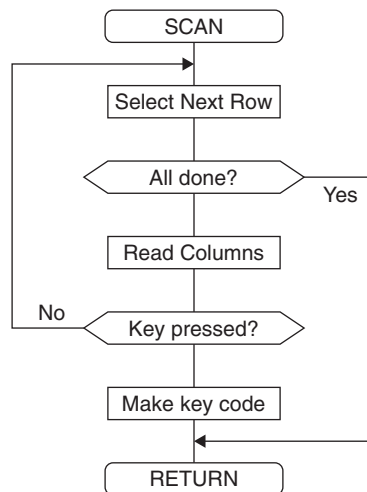 SCAN
Select Next Row
All done?
Yes
Read Columns
No
Key pressed?
Make key code
RETURN